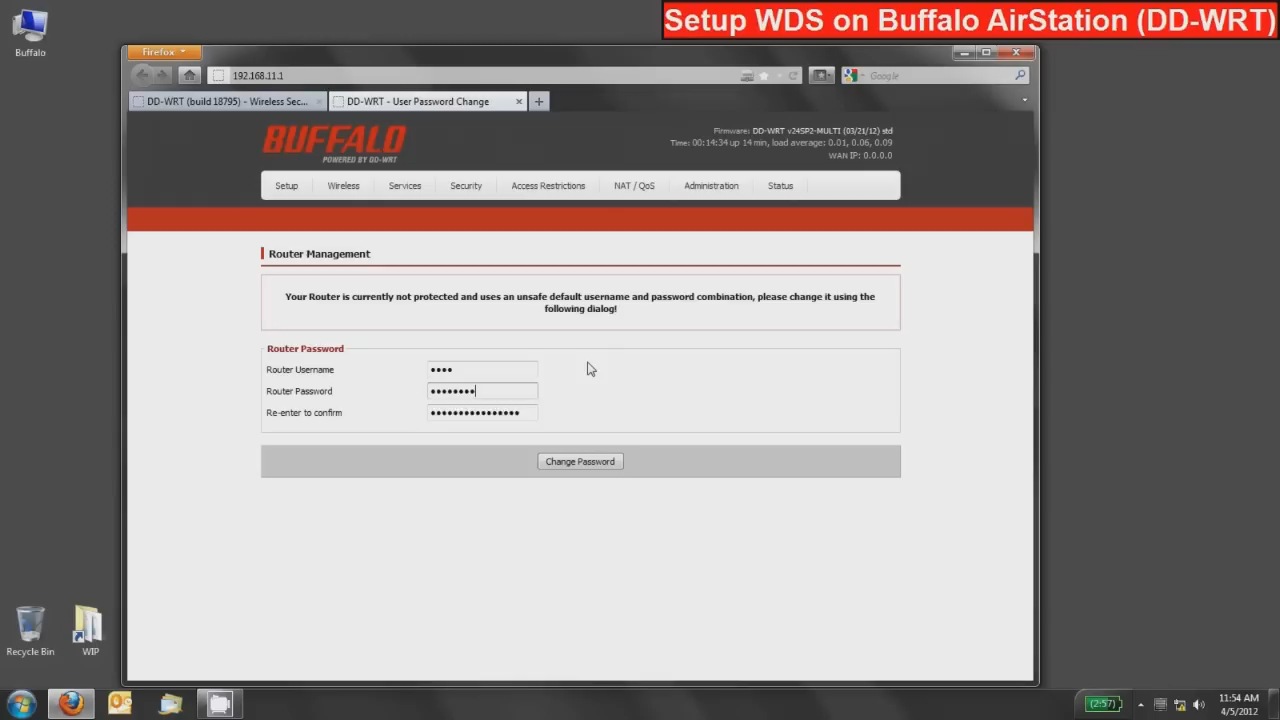 Setup WDS on Buffalo AirStation (DD-WRT)
Buffalo
Firefox
192.168.11.1
Google
DD-WRT (build 18795) - Wireless Sec...
DD-WRT - User Password Change
BUFFALO
POWERED BY DD-WRT
Firmware: DD-WRT v24SP2-MULTI (03/21/12) std
Time: 00:14:34 up 14 min, load average: 0.01, 0.06, 0.09
WAN IP: 0.0.0.0
Setup Wireless Services Security Access Restrictions NAT / QoS Administration Status
Router Management
Your Router is currently not protected and uses an unsafe default username and password combination, please change it using the
following dialog!
Router Password
Router Username
Router Password
Re-enter to confirm
Change Password
Recycle Bin
WIP
(2:57)
11:54 AM
4/5/2012